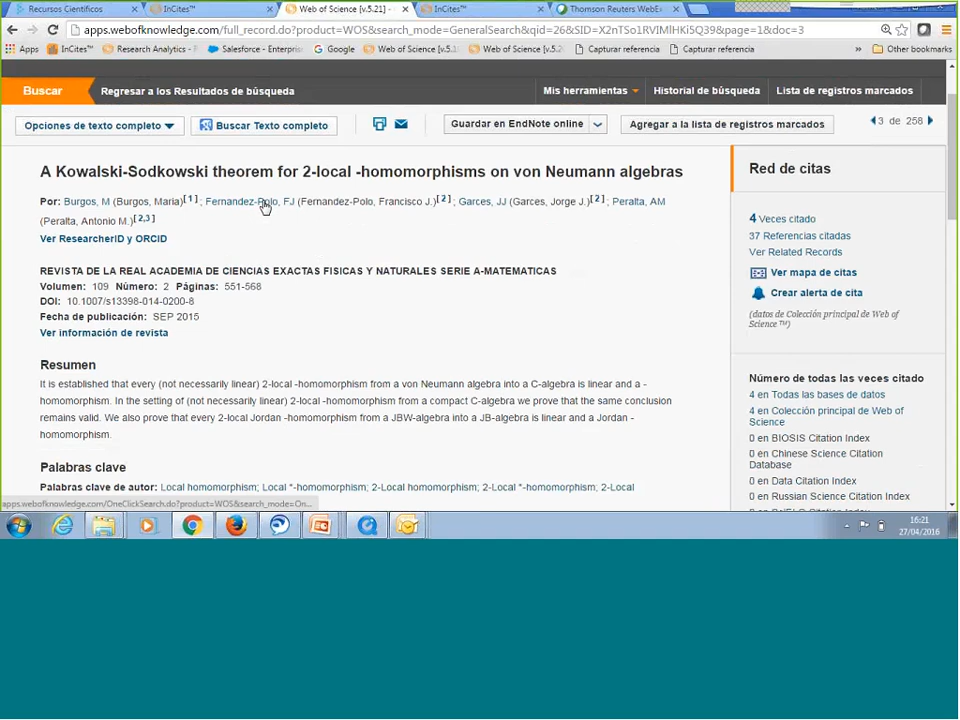 Recursos Científicos
InCites™
Web of Science [v.5.21] -
InCites™
Thomson Reuters WebEx
apps.webofknowledge.com/full_record.do?product=WOS&search_mode=GeneralSearch&qid=26&SID=X2nTSo1RVIMlHKi5Q39&page=1&doc=3
Apps InCites™ Research Analytics - Salesforce - Enterpris Google Web of Science [v.5. Web of Science [v.5.2 Capturar referencia Capturar referencia » Other bookmarks
Buscar Regresar a los Resultados de búsqueda Mis herramientas Historial de búsqueda Lista de registros marcados
Opciones de texto completo Buscar Texto completo Guardar en EndNote online Agregar a la lista de registros marcados 3 de 258
A Kowalski-Sodkowski theorem for 2-local -homomorphisms on von Neumann algebras
Por: Burgos, M (Burgos, Maria)[ 1 ] ; Fernandez-Polo, FJ (Fernandez-Polo, Francisco J.)[ 2 ] ; Garces, JJ (Garces, Jorge J.)[ 2 ] ; Peralta, AM
(Peralta, Antonio M.)[ 2,3 ]
Ver ResearcherID y ORCID
REVISTA DE LA REAL ACADEMIA DE CIENCIAS EXACTAS FISICAS Y NATURALES SERIE A-MATEMATICAS
Volumen: 109 Número: 2 Páginas: 551-568
DOI: 10.1007/s13398-014-0200-8
Fecha de publicación: SEP 2015
Ver información de revista
Resumen
It is established that every (not necessarily linear) 2-local -homomorphism from a von Neumann algebra into a C-algebra is linear and a -
homomorphism. In the setting of (not necessarily linear) 2-local -homomorphism from a compact C-algebra we prove that the same conclusion
remains valid. We also prove that every 2-local Jordan -homomorphism from a JBW-algebra into a JB-algebra is linear and a Jordan -
homomorphism.
Palabras clave
Palabras clave de autor: Local homomorphism; Local *-homomorphism; 2-Local homomorphism; 2-Local *-homomorphism; 2-Local
Red de citas
4 Veces citado
37 Referencias citadas
Ver Related Records
Ver mapa de citas
Crear alerta de cita
(datos de Colección principal de Web of
Science™)
Número de todas las veces citado
4 en Todas las bases de datos
4 en Colección principal de Web of
Science
0 en BIOSIS Citation Index
0 en Chinese Science Citation
Database
0 en Data Citation Index
0 en Russian Science Citation Index
apps.webofknowledge.com/OneClickSearch.do?product=WOS&search_mode=On...
16:21
27/04/2016